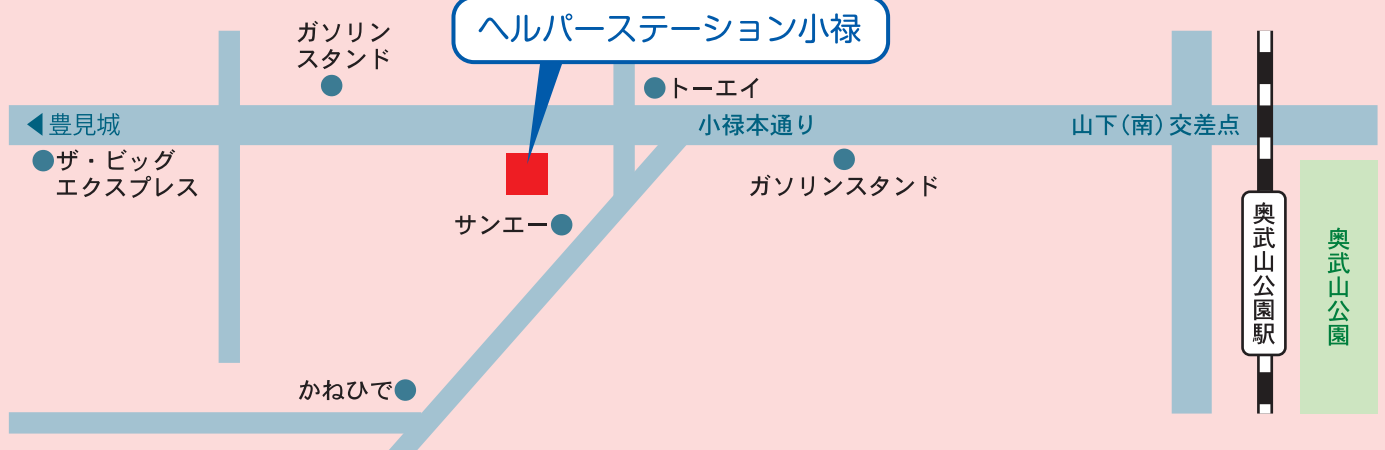 ヘルパーステーション小禄
ガソリン
スタンド
トーエイ
豊見城
小禄本通り
山下(南)交差点
ザ・ビッグ
エクスプレス
ガソリンスタンド
サンエー
奥武山公園駅
奥武山公園
かねひで